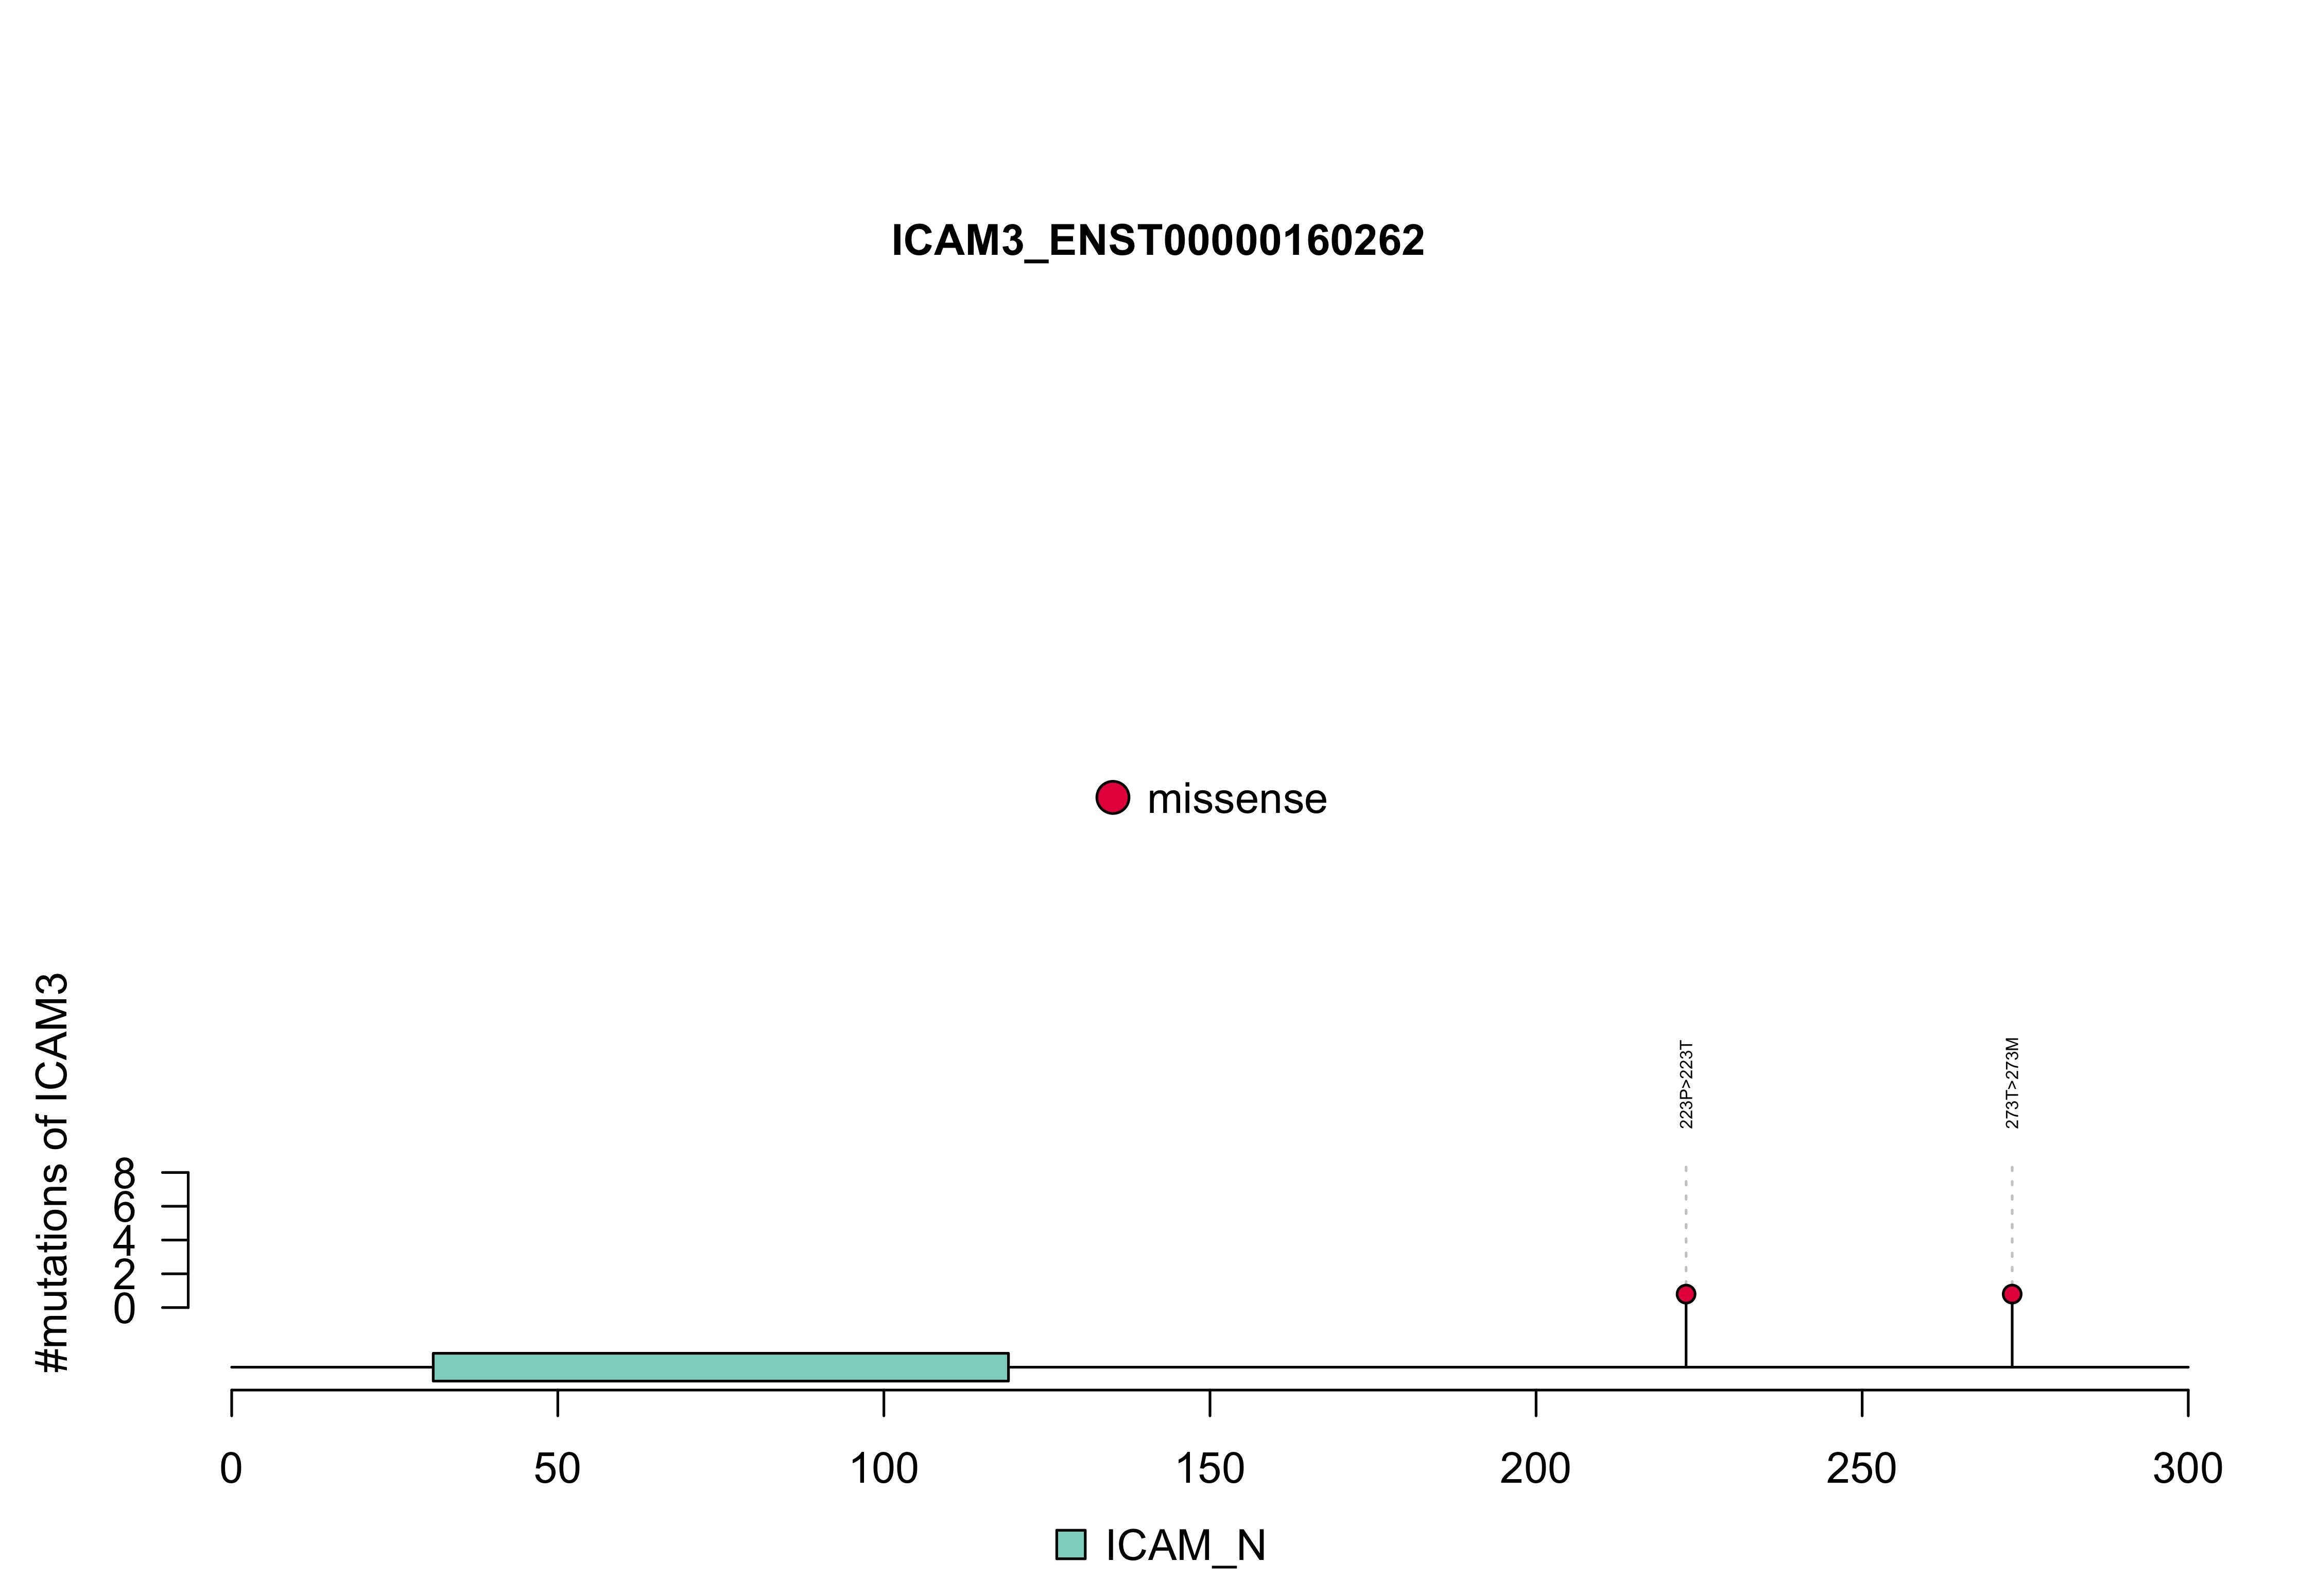 ICAM3_ENST00000160262
missense
#mutations of ICAM3
223P>223T
273T>273M
8
6
4
2
0
0 50 100 150 200 250 300
ICAM_N